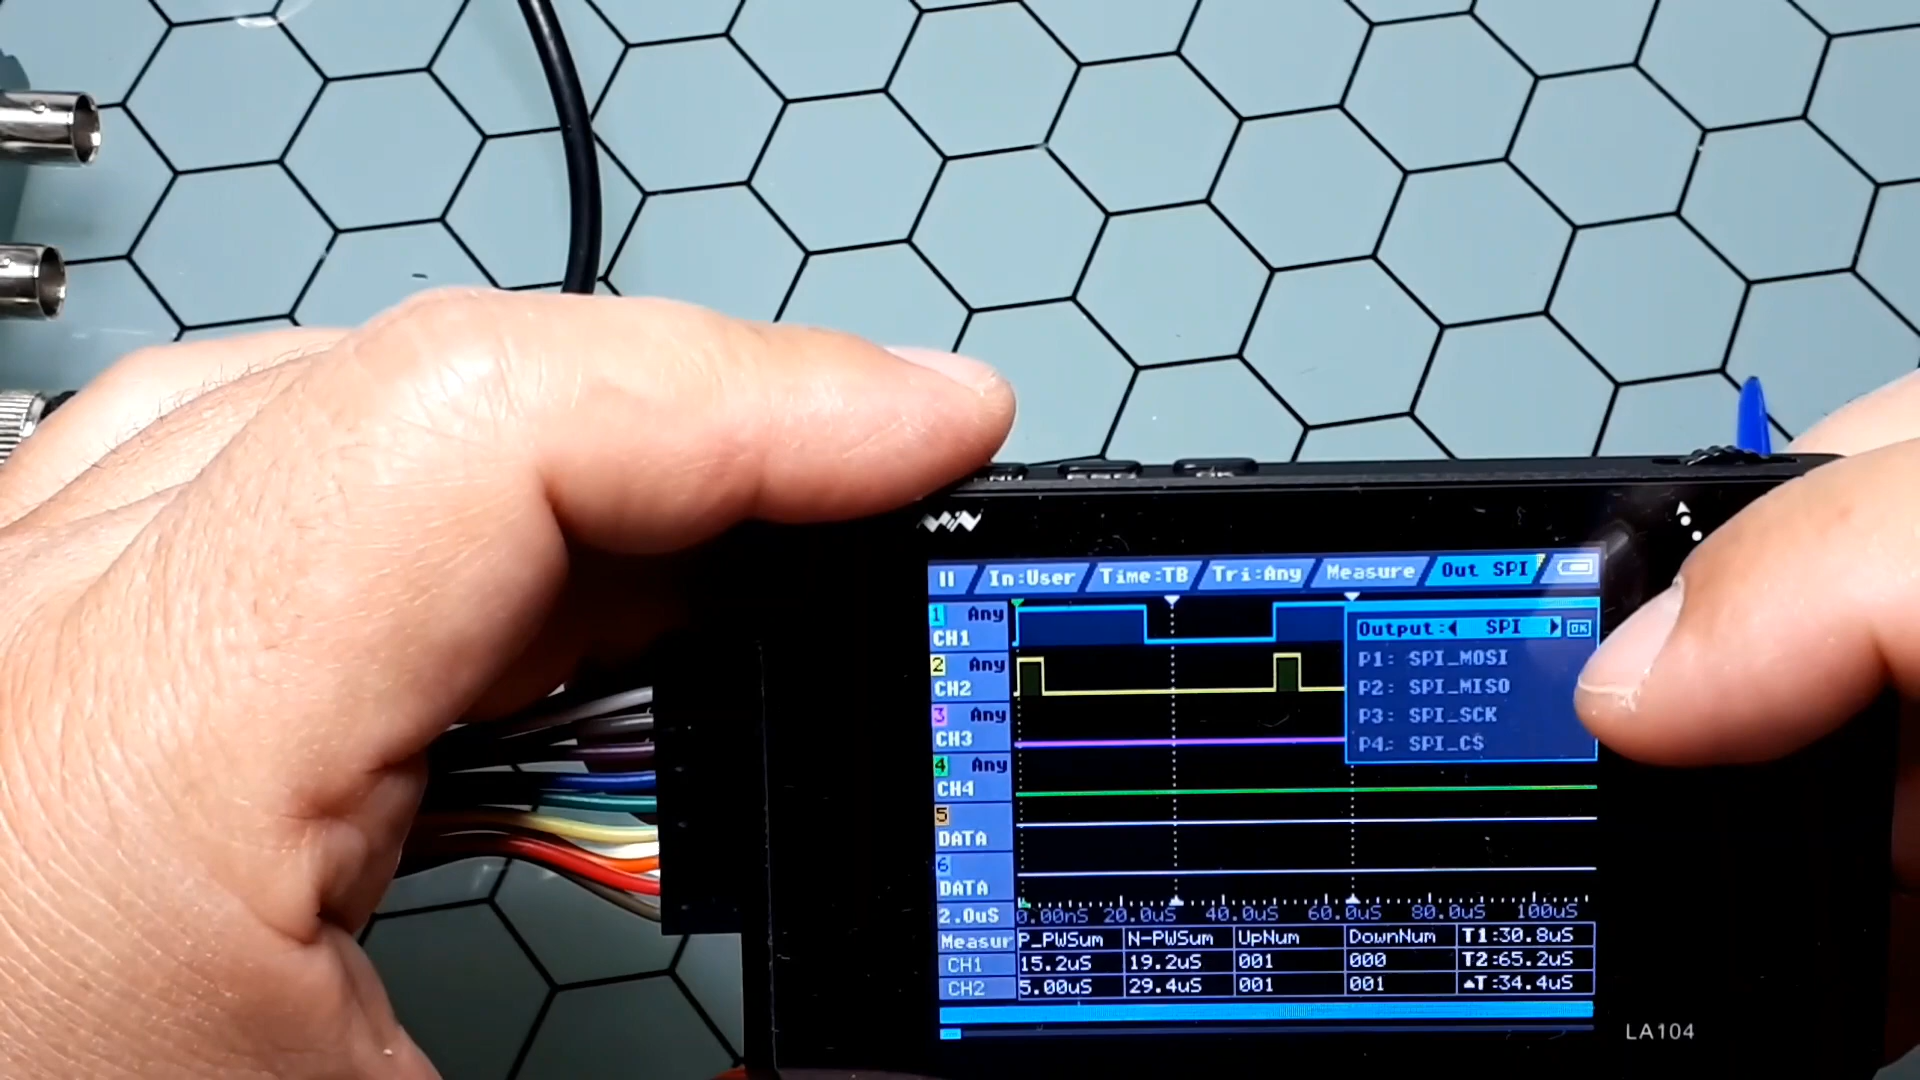 ESC
OK
MiN
In:User Time:TB Tri:Any Measure Out SPI
1 Any
CH1
2 Any
CH2
3 Any
CH3
4 Any
CH4
5
DATA
6
DATA
Output: SPI OK
P1: SPI_MOSI
P2: SPI_MISO
P3: SPI_SCK
P4: SPI_CS
2.0uS 0.00nS 20.0uS 40.0uS 60.0uS 80.0uS 100uS
Measur P_PWSum N-PWSum UpNum DownNum T1:30.8uS
CH1 15.2uS 19.2uS 001 000 T2:65.2uS
CH2 5.00uS 29.4uS 001 001 ▲T:34.4uS
LA104